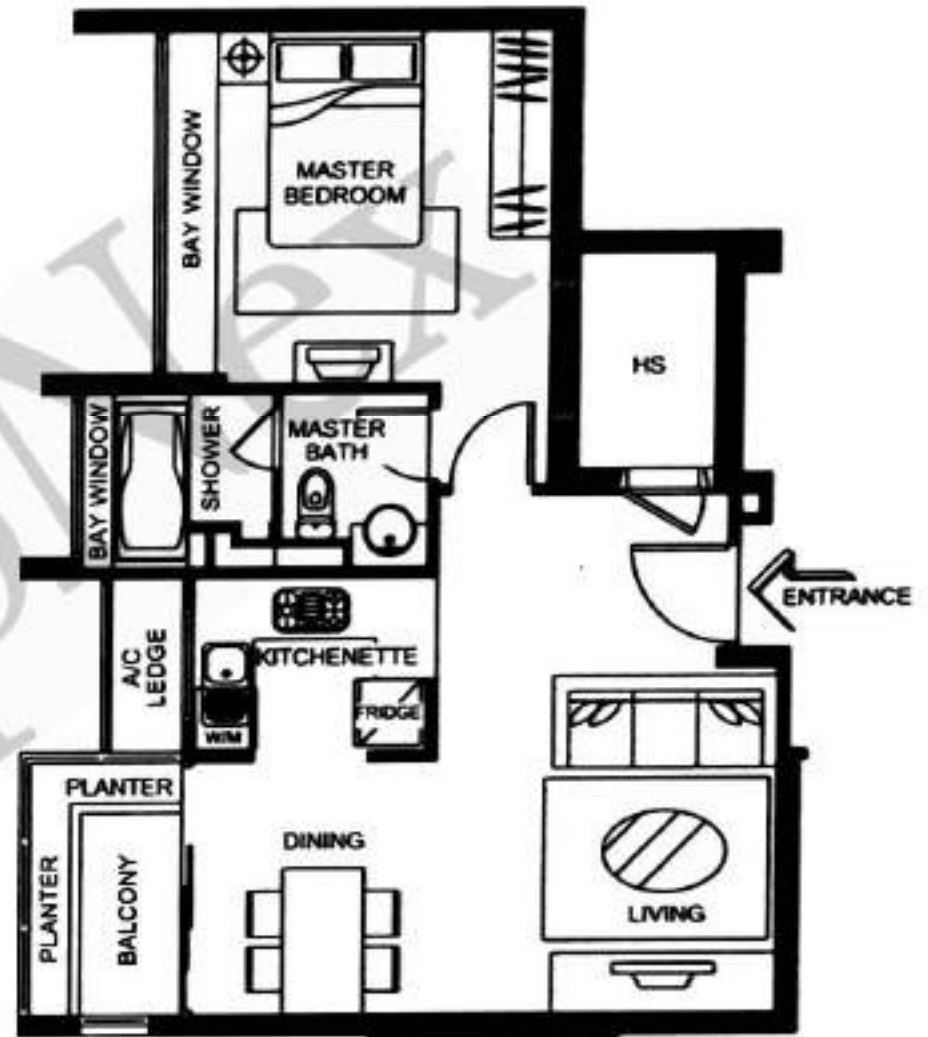 BAY WINDOW
MASTER
BEDROOM
HS
BAY WINDOW
SHOWER
MASTER
BATH
ENTRANCE
A/C
LEDGE
KITCHENETTE
FRIDGE
W/M
PLANTER
PLANTER
BALCONY
DINING
LIVING